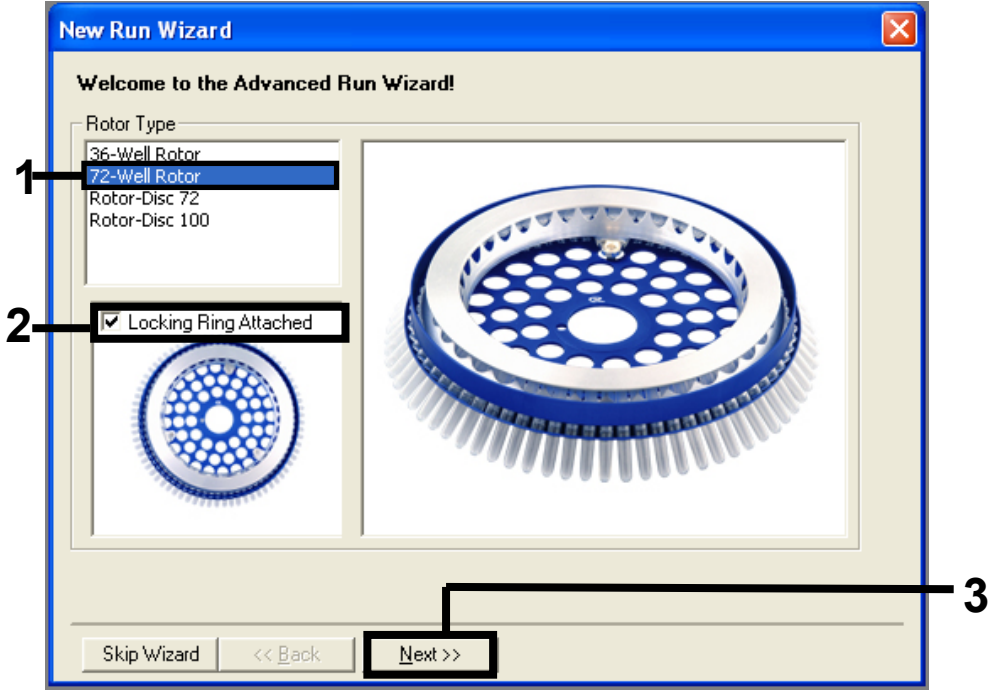 New Run Wizard
Welcome to the Advanced Run Wizard!
Rotor Type
36-Well Rotor
1
72-Well Rotor
Rotor-Disc 72
Rotor-Disc 100
2
Locking Ring Attached
3
Skip Wizard
<< Back
Next >>